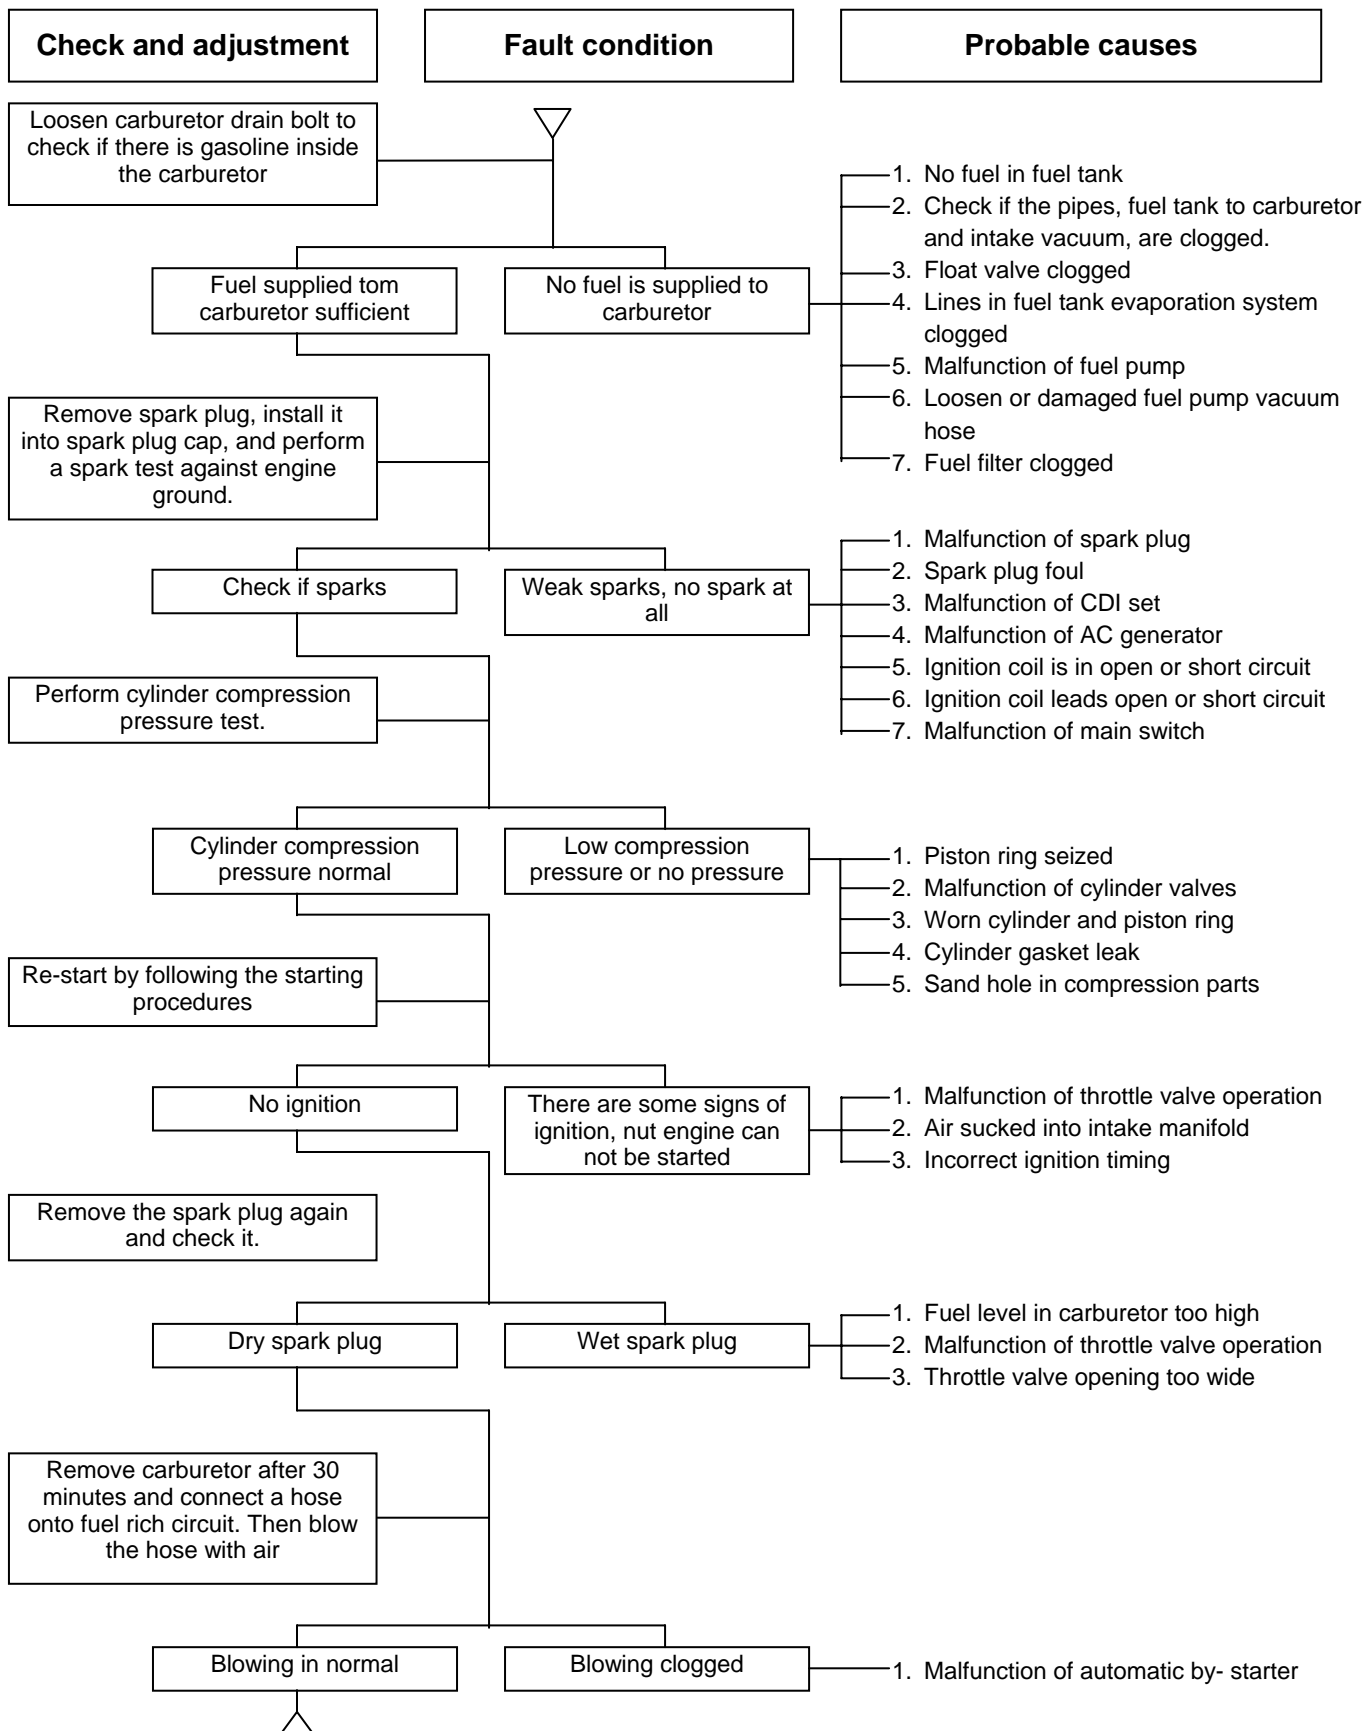 Check and adjustment
Fault condition
Probable causes
Loosen carburetor drain bolt to
check if there is gasoline inside
the carburetor
Fuel supplied tom
carburetor sufficient
No fuel is supplied to
carburetor
1. No fuel in fuel tank
2. Check if the pipes, fuel tank to carburetor
and intake vacuum, are clogged.
3. Float valve clogged
4. Lines in fuel tank evaporation system
clogged
5. Malfunction of fuel pump
6. Loosen or damaged fuel pump vacuum
hose
7. Fuel filter clogged
Remove spark plug, install it
into spark plug cap, and perform
a spark test against engine
ground.
Check if sparks
Weak sparks, no spark at
all
1. Malfunction of spark plug
2. Spark plug foul
3. Malfunction of CDI set
4. Malfunction of AC generator
5. Ignition coil is in open or short circuit
6. Ignition coil leads open or short circuit
7. Malfunction of main switch
Perform cylinder compression
pressure test.
Cylinder compression
pressure normal
Low compression
pressure or no pressure
1. Piston ring seized
2. Malfunction of cylinder valves
3. Worn cylinder and piston ring
4. Cylinder gasket leak
5. Sand hole in compression parts
Re-start by following the starting
procedures
No ignition
There are some signs of
ignition, nut engine can
not be started
1. Malfunction of throttle valve operation
2. Air sucked into intake manifold
3. Incorrect ignition timing
Remove the spark plug again
and check it.
Dry spark plug
Wet spark plug
1. Fuel level in carburetor too high
2. Malfunction of throttle valve operation
3. Throttle valve opening too wide
Remove carburetor after 30
minutes and connect a hose
onto fuel rich circuit. Then blow
the hose with air
Blowing in normal
Blowing clogged
1. Malfunction of automatic by- starter